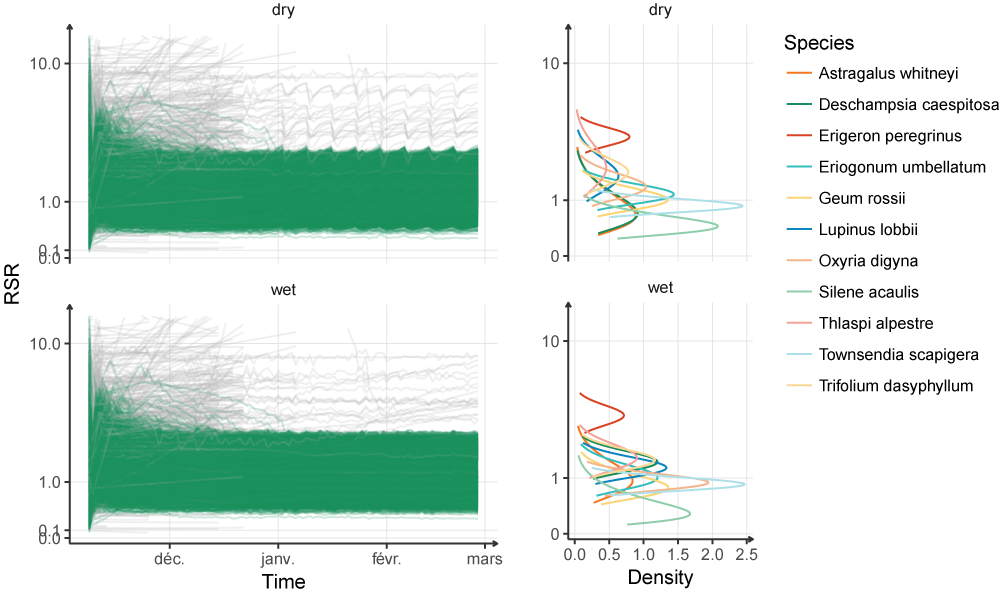 dry
dry
10.0
1.0
0.1
0.0
10
1
0
RSR
wet
wet
10.0
1.0
0.1
0.0
10
1
0
déc.
janv.
févr.
mars
Time
0.0 0.5 1.0 1.5 2.0 2.5
Density
Species
Astragalus whitneyi
Deschampsia caespitosa
Erigeron peregrinus
Eriogonum umbellatum
Geum rossii
Lupinus lobbii
Oxyria digyna
Silene acaulis
Thlaspi alpestre
Townsendia scapigera
Trifolium dasyphyllum